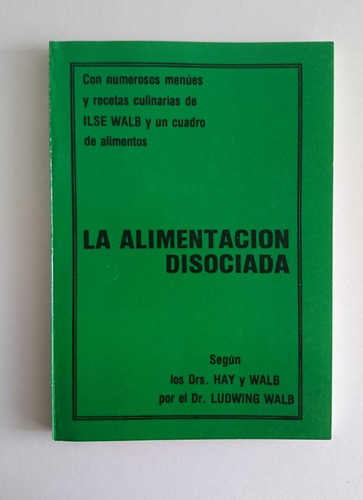 Con numerosos menúes
y recetas culinarias de
ILSE WALB y un cuadro
de alimentos
LA ALIMENTACION
DISOCIADA
Según
los Drs. HAY y WALB
por el Dr. LUDWING WALB